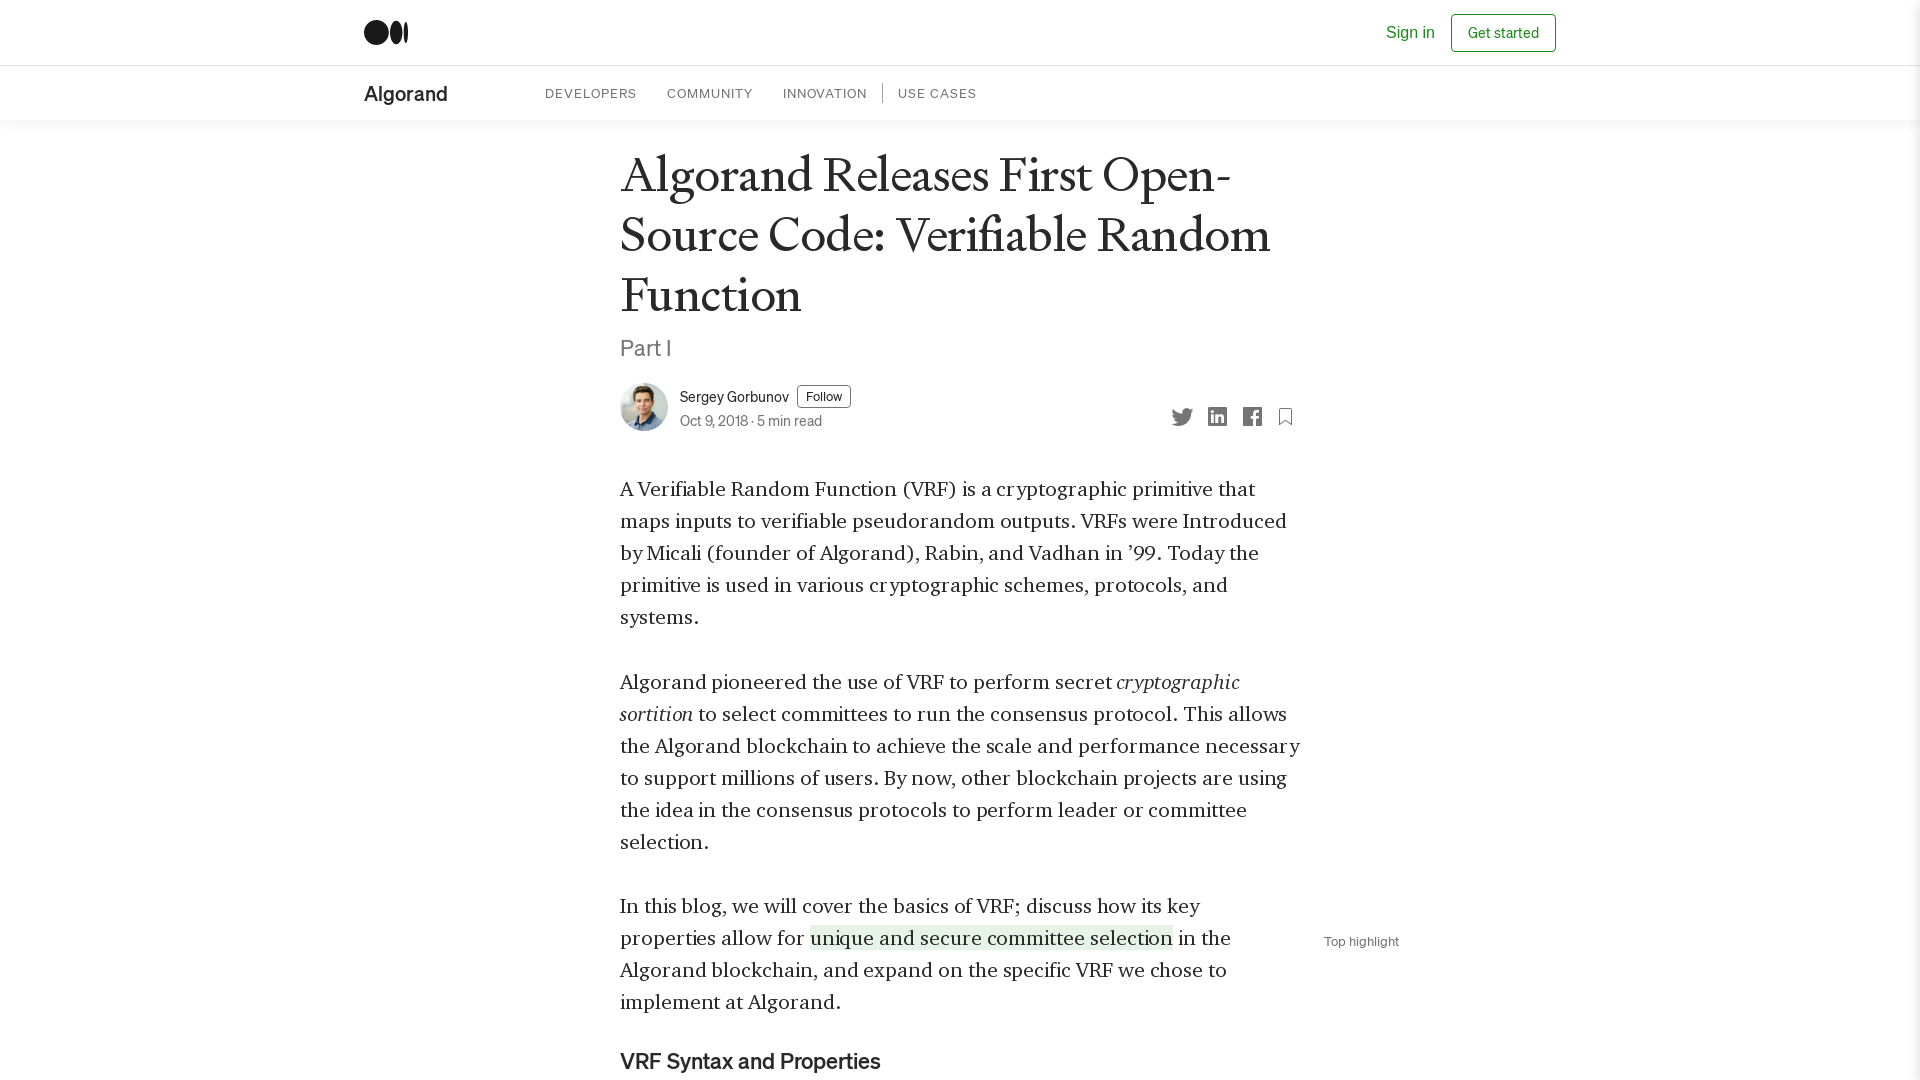 Sign in
Get started
Algorand
DEVELOPERS
COMMUNITY
INNOVATION
USE CASES
Algorand Releases First Open-
Source Code: Verifiable Random
Function
Part I
Sergey Gorbunov
Follow
Oct 9, 2018 · 5 min read
A Verifiable Random Function (VRF) is a cryptographic primitive that
maps inputs to verifiable pseudorandom outputs. VRFs were Introduced
by Micali (founder of Algorand), Rabin, and Vadhan in ’99. Today the
primitive is used in various cryptographic schemes, protocols, and
systems.
Algorand pioneered the use of VRF to perform secret cryptographic
sortition to select committees to run the consensus protocol. This allows
the Algorand blockchain to achieve the scale and performance necessary
to support millions of users. By now, other blockchain projects are using
the idea in the consensus protocols to perform leader or committee
selection.
In this blog, we will cover the basics of VRF; discuss how its key
properties allow for unique and secure committee selection in the
Top highlight
Algorand blockchain, and expand on the specific VRF we chose to
implement at Algorand.
VRF Syntax and Properties